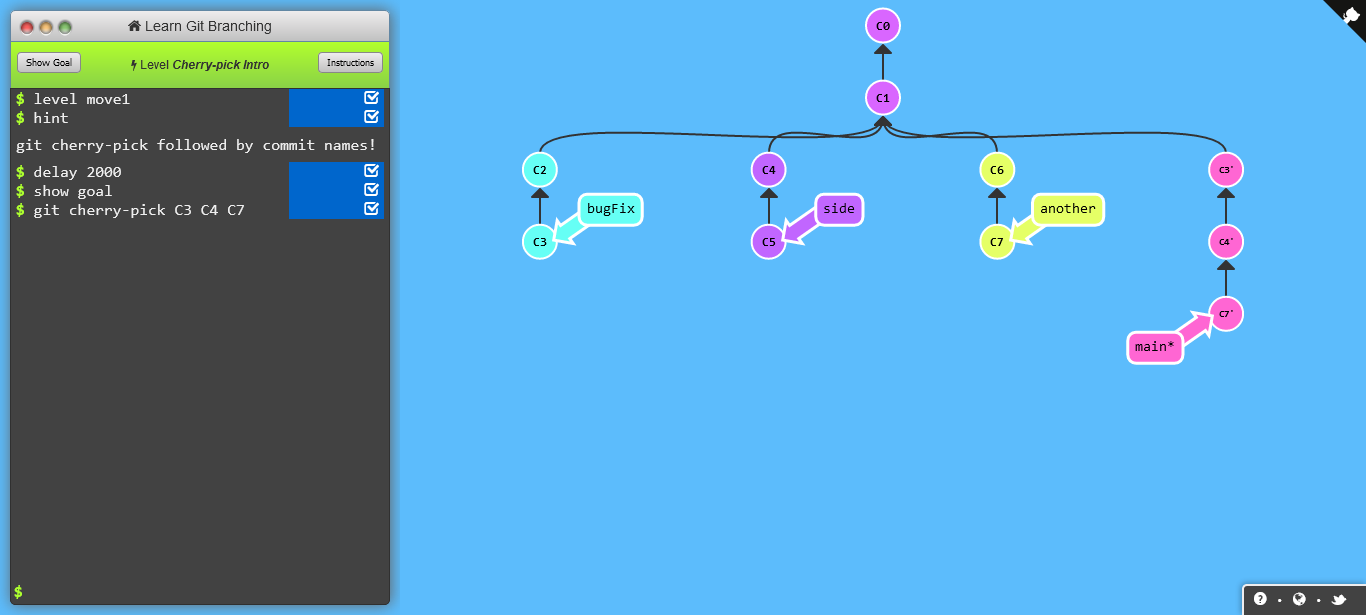 Learn Git Branching
Show Goal
Level Cherry-pick Intro
Instructions
$ level move1
$ hint
git cherry-pick followed by commit names!
$ delay 2000
$ show goal
$ git cherry-pick C3 C4 C7
$
C0
C1
C2
C4
C6
C3'
bugFix
side
another
C3
C5
C7
C4'
C7'
main*